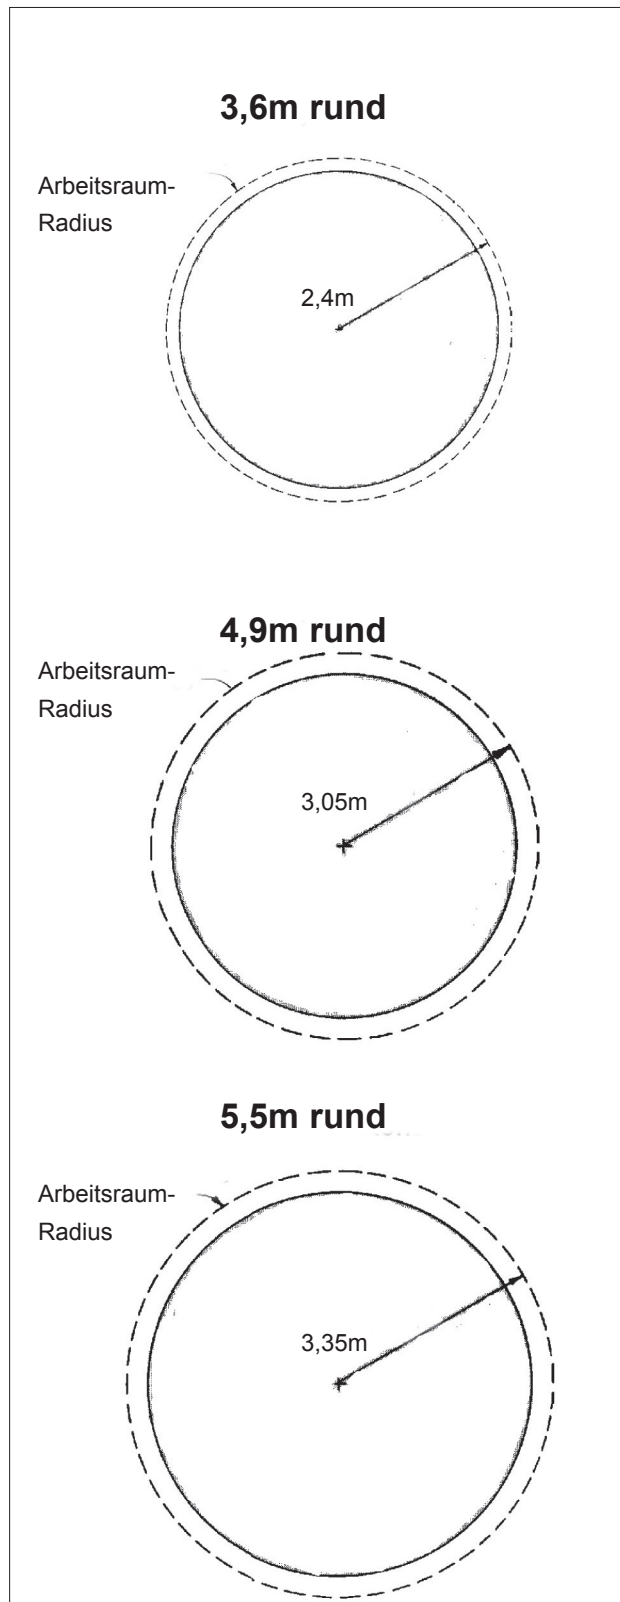 3,6m rund
Arbeitsraum-
Radius
2,4m
4,9m rund
Arbeitsraum-
Radius
3,05m
5,5m rund
Arbeitsraum-
Radius
3,35m